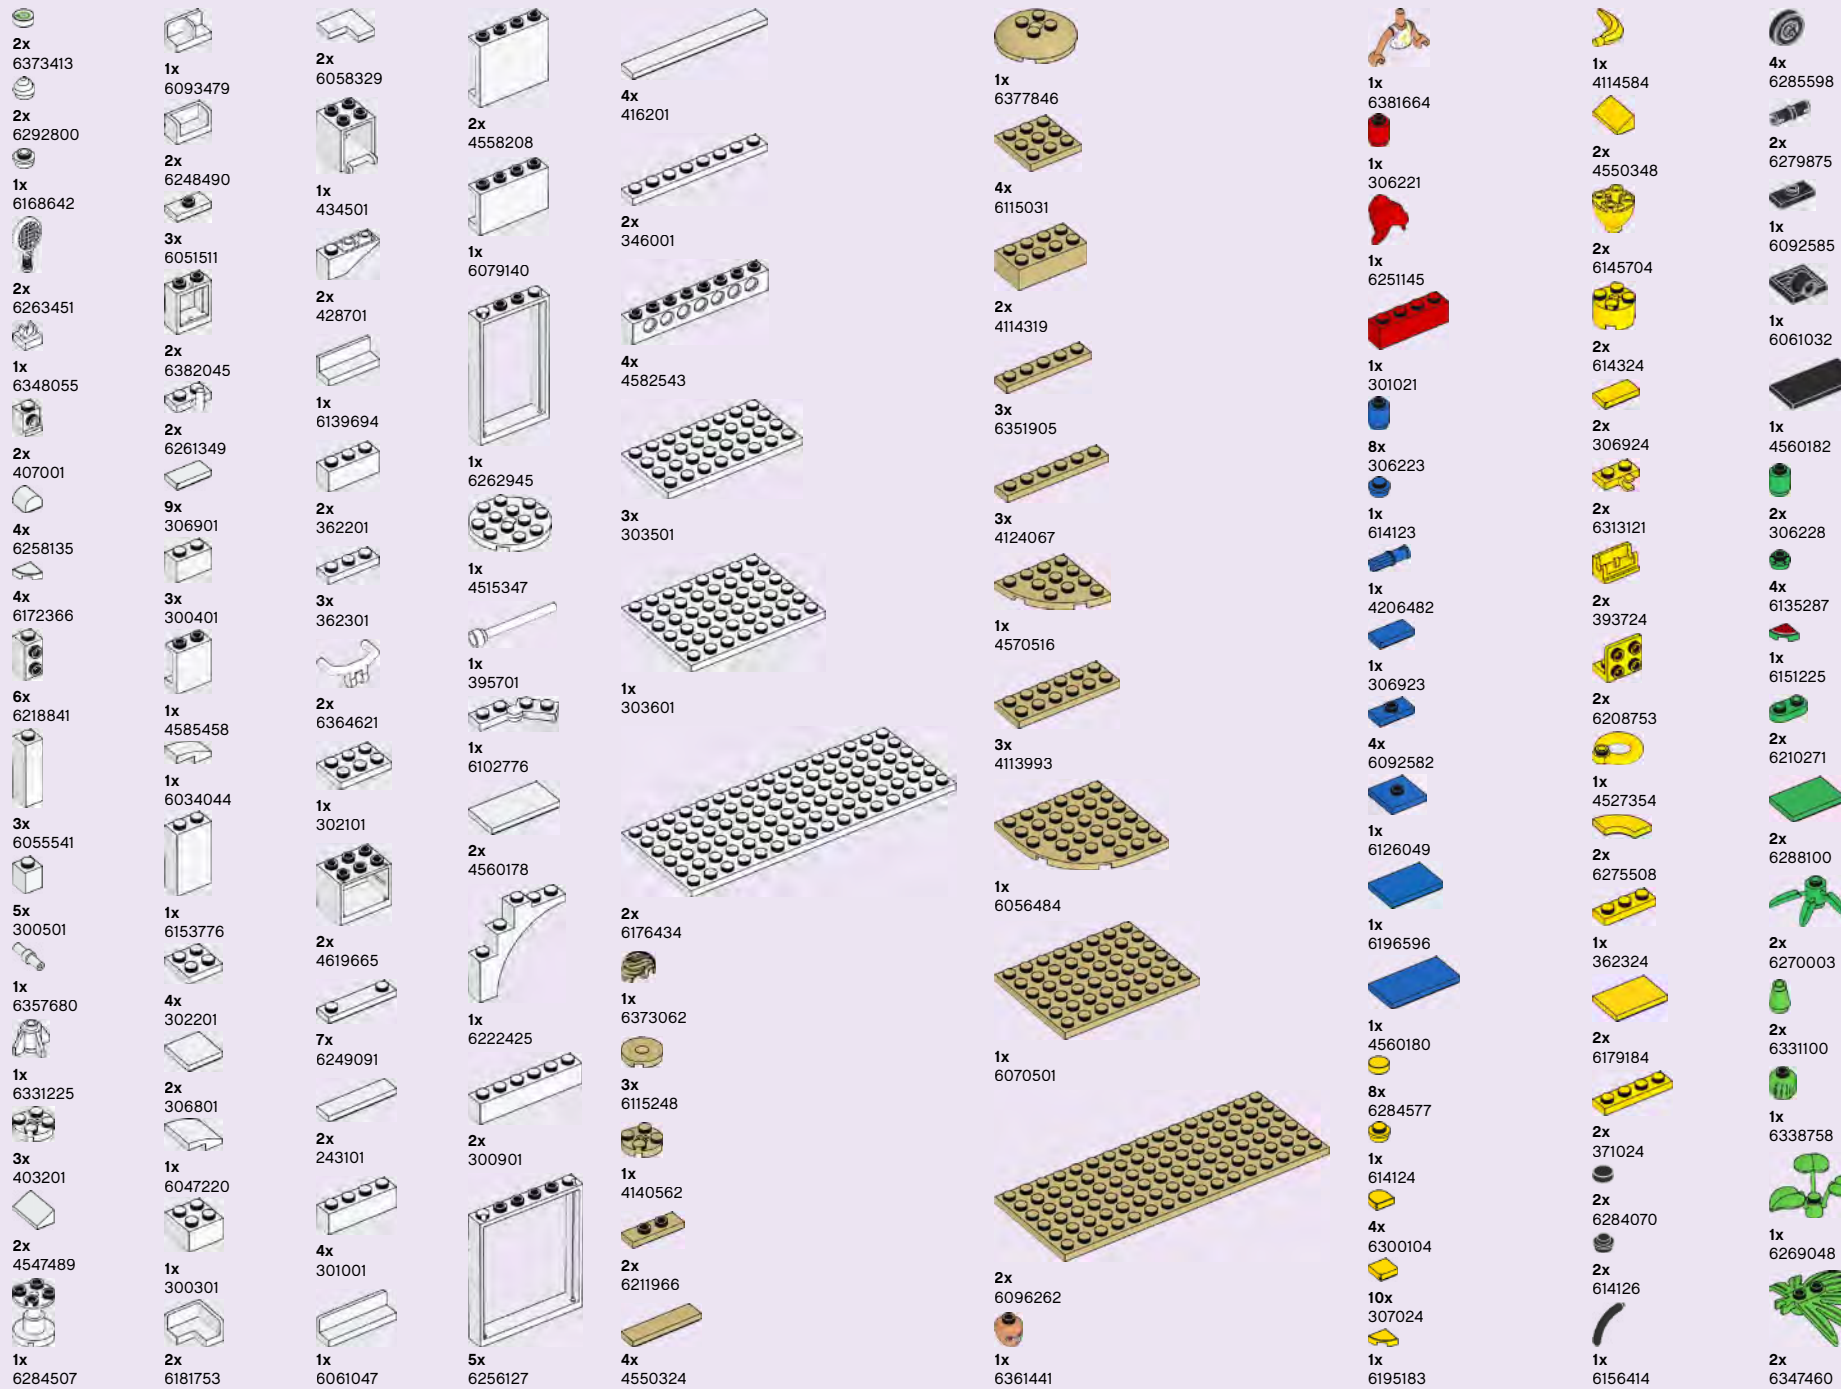 2x
6373413
2x
6292800
1x
6168642
2x
6263451
1x
6348055
2x
407001
4x
6258135
4x
6172366
6x
6218841
3x
6055541
5x
300501
1x
6357680
1x
6331225
3x
403201
2x
4547489
1x
6284507
1x
6093479
2x
6248490
3x
6051511
2x
6382045
2x
6261349
9x
306901
3x
300401
1x
4585458
1x
6034044
1x
6153776
4x
302201
2x
306801
1x
6047220
1x
300301
2x
6181753
2x
6058329
1x
434501
2x
428701
1x
6139694
2x
362201
3x
362301
2x
6364621
1x
302101
2x
4619665
7x
6249091
2x
243101
4x
301001
1x
6061047
2x
4558208
1x
6079140
1x
6262945
1x
4515347
1x
395701
1x
6102776
2x
4560178
1x
6222425
2x
300901
5x
6256127
4x
416201
2x
346001
4x
4582543
3x
303501
1x
303601
2x
6176434
1x
6373062
3x
6115248
1x
4140562
2x
6211966
4x
4550324
1x
6377846
4x
6115031
2x
4114319
3x
6351905
3x
4124067
1x
4570516
3x
4113993
1x
6056484
1x
6070501
2x
6096262
1x
6361441
1x
6381664
1x
306221
1x
6251145
1x
301021
8x
306223
1x
614123
1x
4206482
1x
306923
4x
6092582
1x
6126049
1x
6196596
1x
4560180
8x
6284577
1x
614124
4x
6300104
10x
307024
1x
6195183
1x
4114584
2x
4550348
2x
6145704
2x
614324
2x
306924
2x
6313121
2x
393724
2x
6208753
1x
4527354
2x
6275508
1x
362324
2x
6179184
2x
371024
2x
6284070
2x
614126
1x
6156414
4x
6285598
2x
6279875
1x
6092585
1x
6061032
1x
4560182
2x
306228
4x
6135287
1x
6151225
2x
6210271
2x
6288100
2x
6270003
2x
6331100
1x
6338758
1x
6269048
2x
6347460